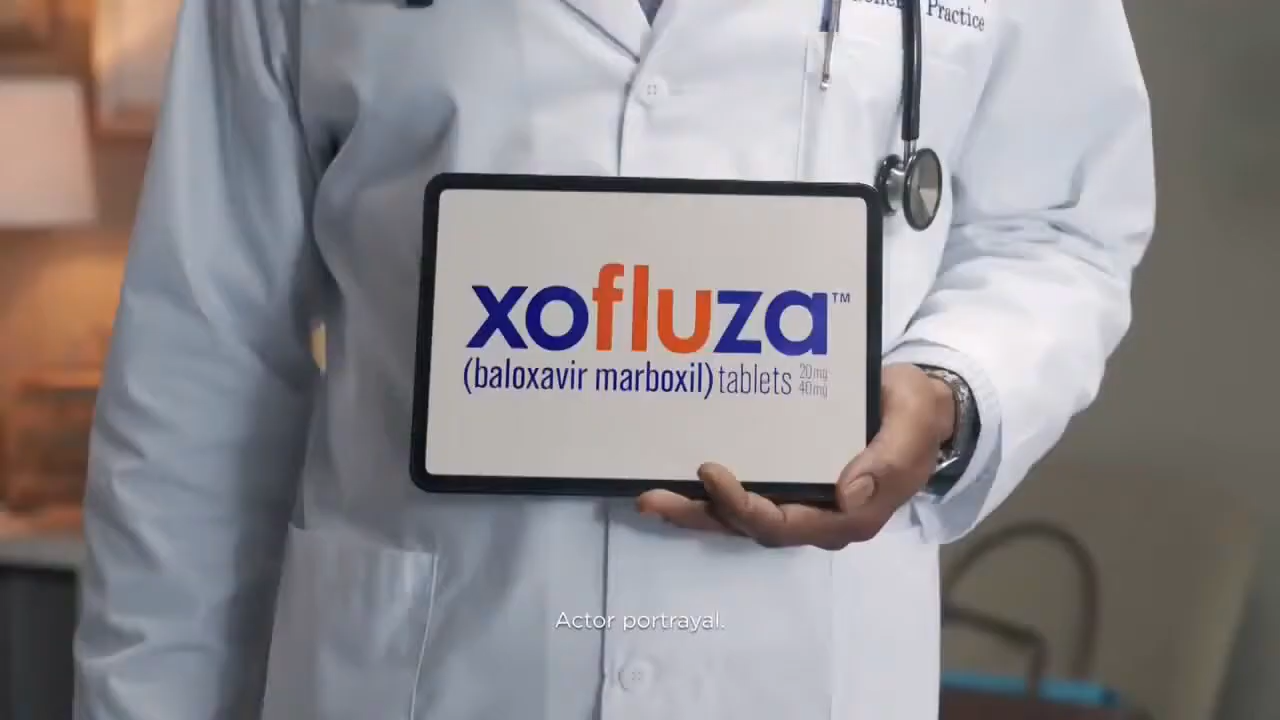 Practice
xofluza™
(baloxavir marboxil) tablets 20mg
40mg
Actor portrayal.